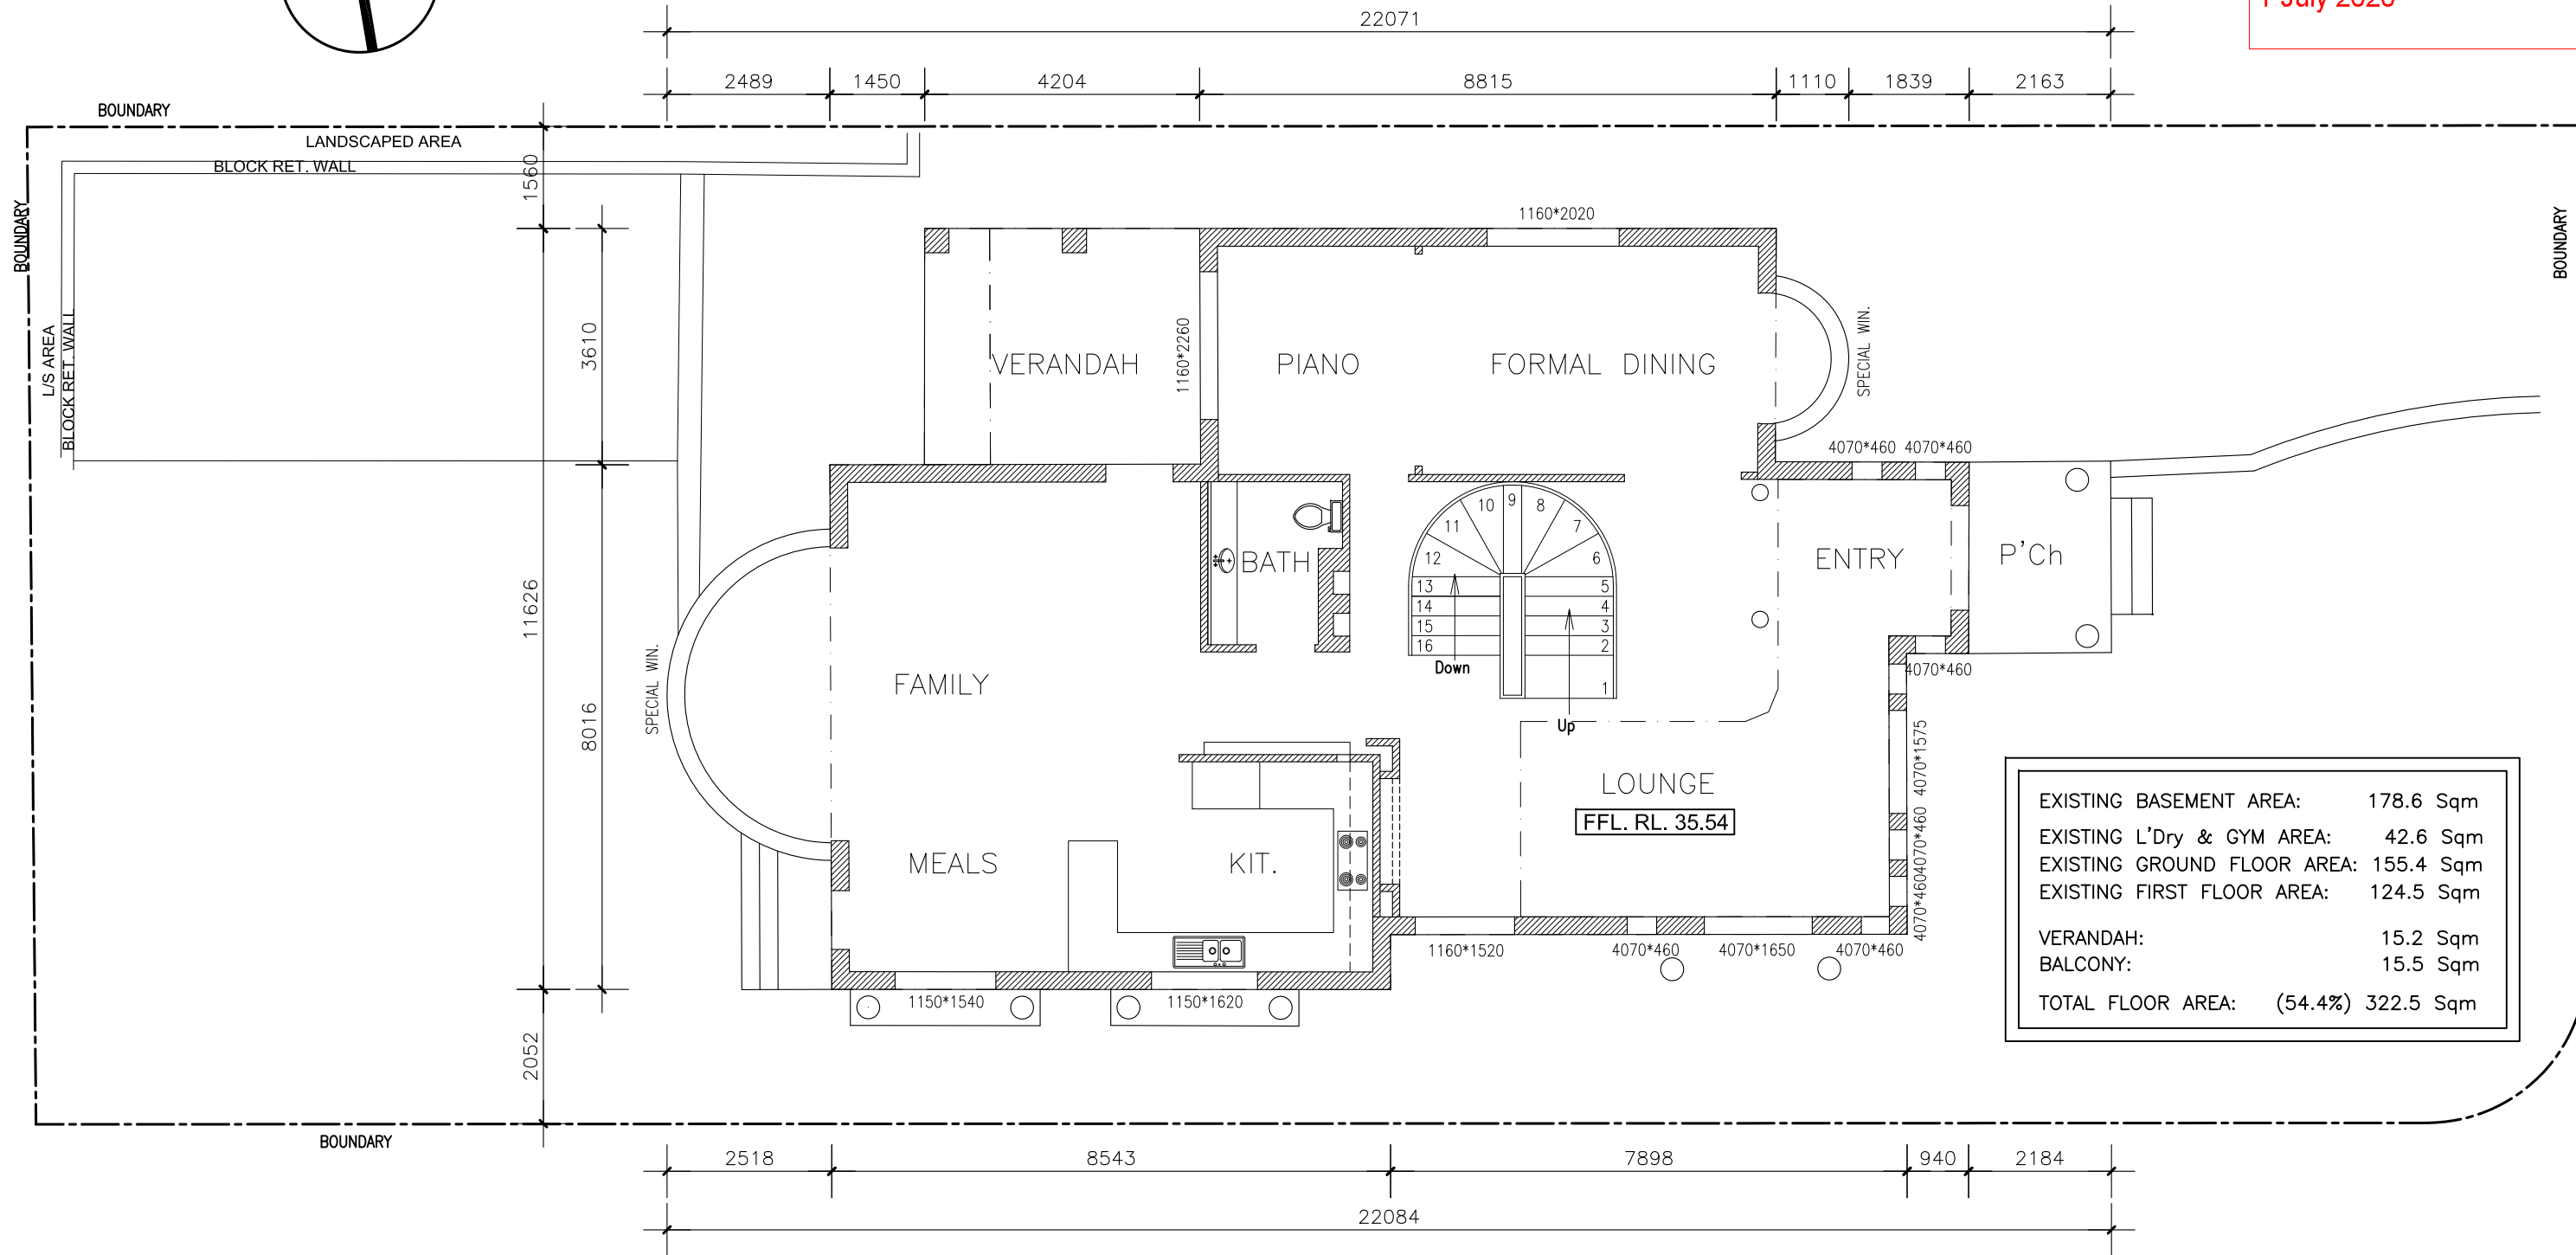 1 July 2020
22071
2489 1450 4204 8815 1110 1839 2163
BOUNDARY
LANDSCAPED AREA
BLOCK RET. WALL
1560
BOUNDARY
BOUNDARY
1160*2020
3610
L/S AREA
BLOCK RET. WALL
VERANDAH
1160*2260
PIANO
FORMAL DINING
SPECIAL WIN.
4070*460 4070*460
10 9 8
11 7
12 6
13 5
14 4
15 3
16 2
1
Down
Up
BATH
ENTRY
P'Ch
4070*460
11626
8016
SPECIAL WIN.
FAMILY
LOUNGE
FFL. RL. 35.54
4070*1575
4070*460
4070*460
MEALS
KIT.
1160*1520
4070*460
4070*1650
4070*460
1150*1540
1150*1620
EXISTING BASEMENT AREA: 178.6 Sqm
EXISTING L'Dry & GYM AREA: 42.6 Sqm
EXISTING GROUND FLOOR AREA: 155.4 Sqm
EXISTING FIRST FLOOR AREA: 124.5 Sqm
VERANDAH: 15.2 Sqm
BALCONY: 15.5 Sqm
TOTAL FLOOR AREA: (54.4%) 322.5 Sqm
2052
BOUNDARY
2518 8543 7898 940 2184
22084